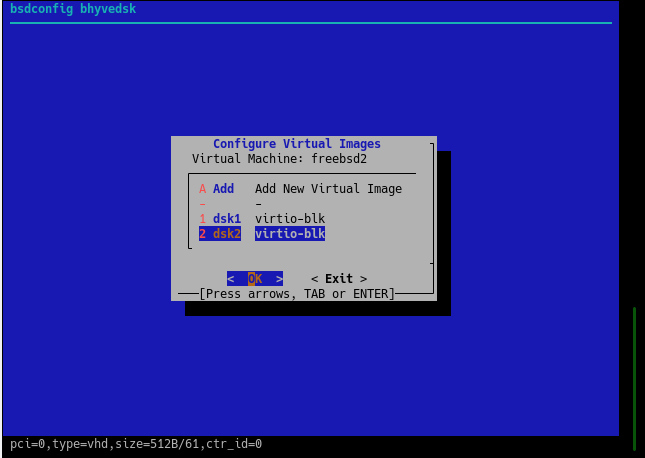 bsdconfig bhyvedsk
Configure Virtual Images
Virtual Machine: freebsd2
A Add Add New Virtual Image
- -
1 dsk1 virtio-blk
2 dsk2 virtio-blk
< OK > < Exit >
[Press arrows, TAB or ENTER]
pci=0,type=vhd,size=512B/61,ctr_id=0